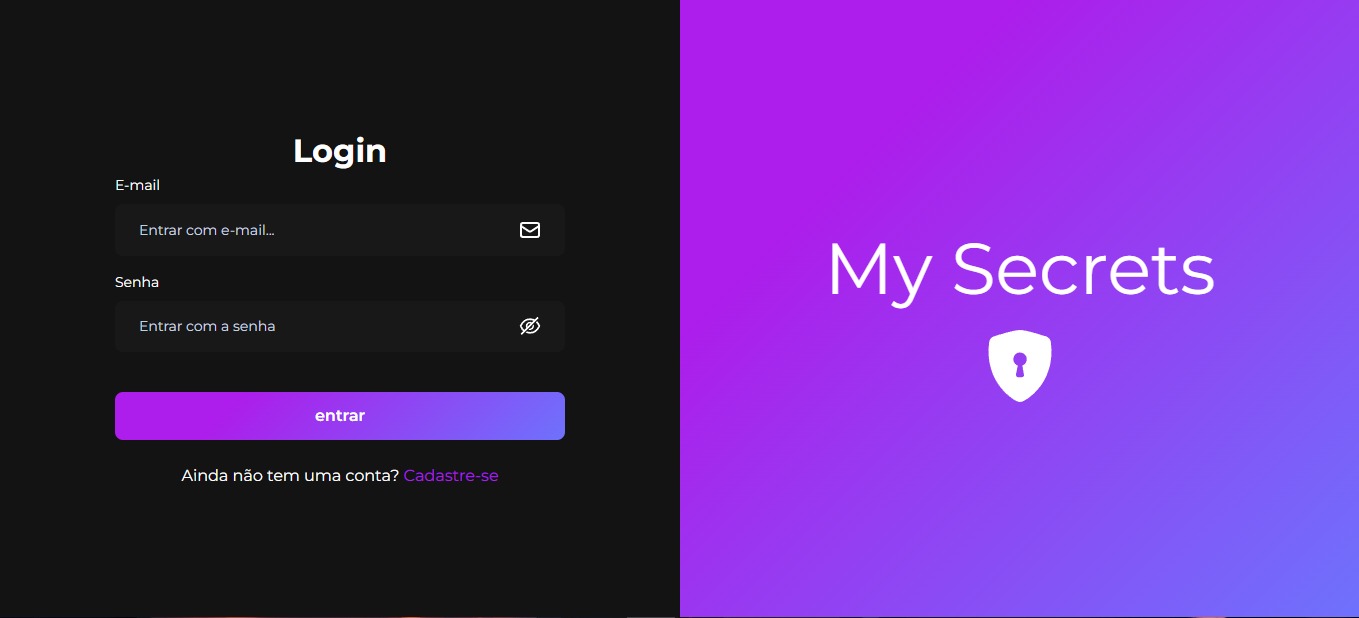 Login
E-mail
Entrar com e-mail...
Senha
Entrar com a senha
entrar
Ainda não tem uma conta? Cadastre-se
My Secrets